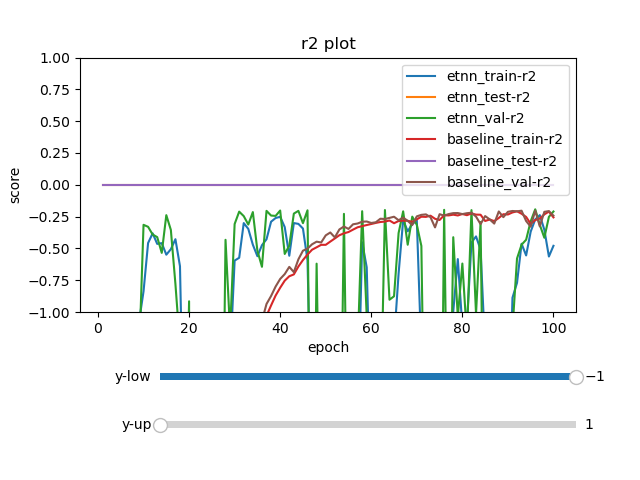 r2 plot
1.00
0.75
0.50
0.25
0.00
−0.25
−0.50
−0.75
−1.00
score
etnn_train-r2
etnn_test-r2
etnn_val-r2
baseline_train-r2
baseline_test-r2
baseline_val-r2
0 20 40 60 80 100
epoch
y-low −1
y-up 1